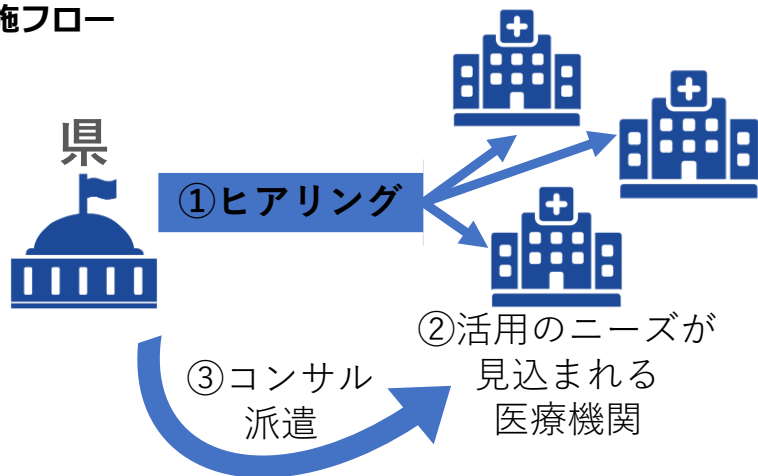 施フロー
県
①ヒアリング
②活用のニーズが
見込まれる
医療機関
③コンサル
派遣